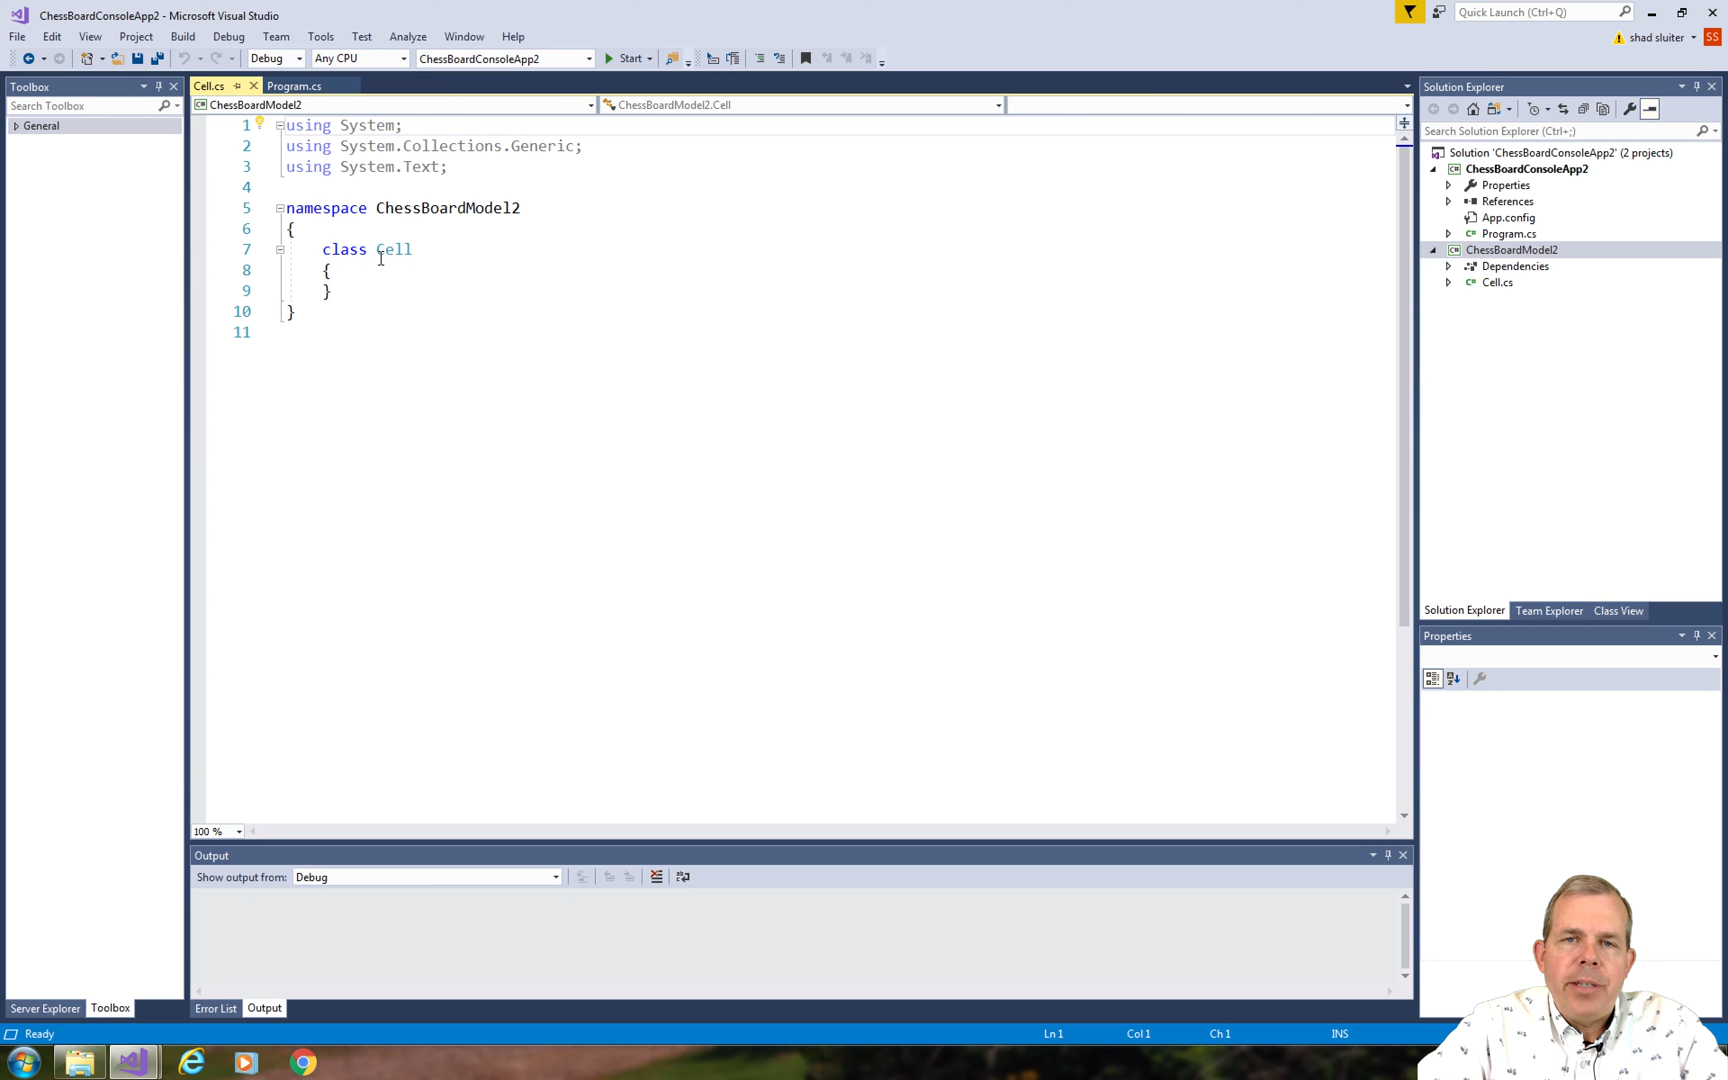 ChessBoardConsoleApp2 - Microsoft Visual Studio
Quick Launch (Ctrl+Q)
File Edit View Project Build Debug Team Tools Test Analyze Window Help
shad sluiter SS
Debug Any CPU ChessBoardConsoleApp2 Start
Toolbox
Search Toolbox
General
Cell.cs Program.cs
ChessBoardModel2 ChessBoardModel2.Cell
1 using System;
2 using System.Collections.Generic;
3 using System.Text;
4
5 namespace ChessBoardModel2
6 {
7 class Cell
8 {
9 }
10 }
11
100 %
Solution Explorer
Search Solution Explorer (Ctrl+;)
Solution 'ChessBoardConsoleApp2' (2 projects)
C# ChessBoardConsoleApp2
Properties
References
App.config
C# Program.cs
C# ChessBoardModel2
Dependencies
C# Cell.cs
Solution Explorer Team Explorer Class View
Properties
Output
Show output from: Debug
Server Explorer Toolbox
Error List Output
Ready Ln 1 Col 1 Ch 1 INS